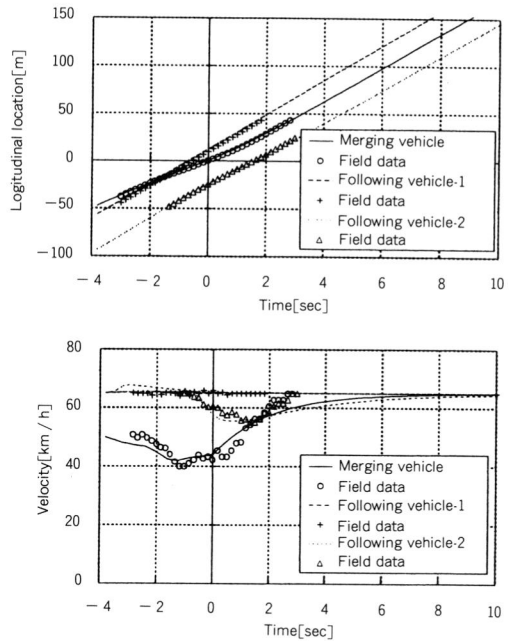 150
100
50
0
−50
−100
Logitudinal location[m]
Merging vehicle
Field data
Following vehicle-1
Field data
Following vehicle-2
Field data
−4 −2 0 2 4 6 8 10
Time[sec]
80
60
40
20
0
Velocity[km / h]
Merging vehicle
Field data
Following vehicle-1
Field data
Following vehicle-2
Field data
−4 −2 0 2 4 6 8 10
Time[sec]